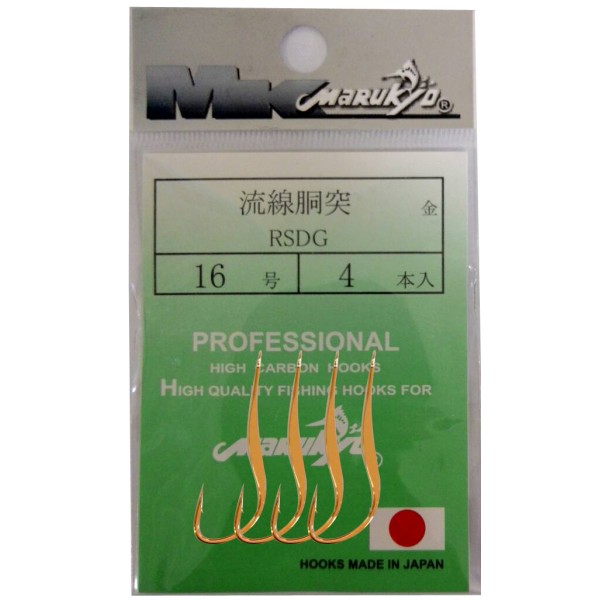 MK MARUKYO®
流線胴突 金
RSDG
16 号 4 本入
PROFESSIONAL
HIGH CARBON HOOKS
HIGH QUALITY FISHING HOOKS FOR
MARUKYO®
HOOKS MADE IN JAPAN